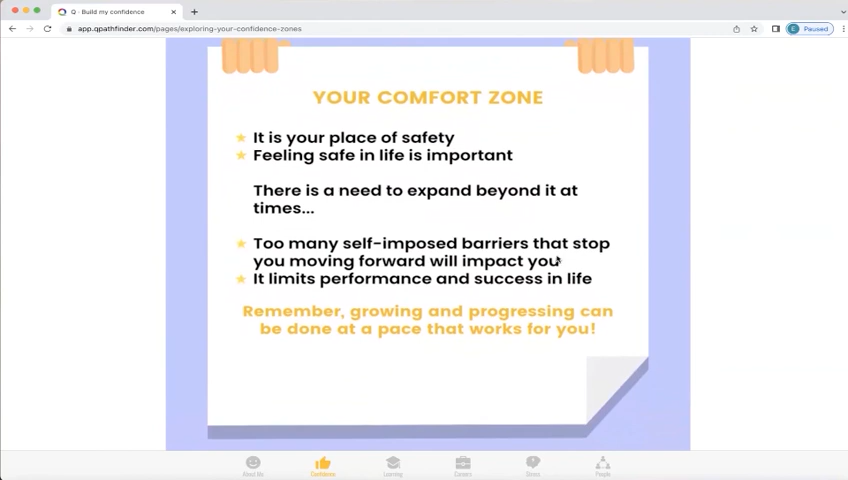 Q - Build my confidence
app.qpathfinder.com/pages/exploring-your-confidence-zones
E
Paused
YOUR COMFORT ZONE
It is your place of safety
Feeling safe in life is important
There is a need to expand beyond it at
times...
Too many self-imposed barriers that stop
you moving forward will impact you
It limits performance and success in life
Remember, growing and progressing can
be done at a pace that works for you!
About Me
Confidence
Learning
Careers
Stress
People